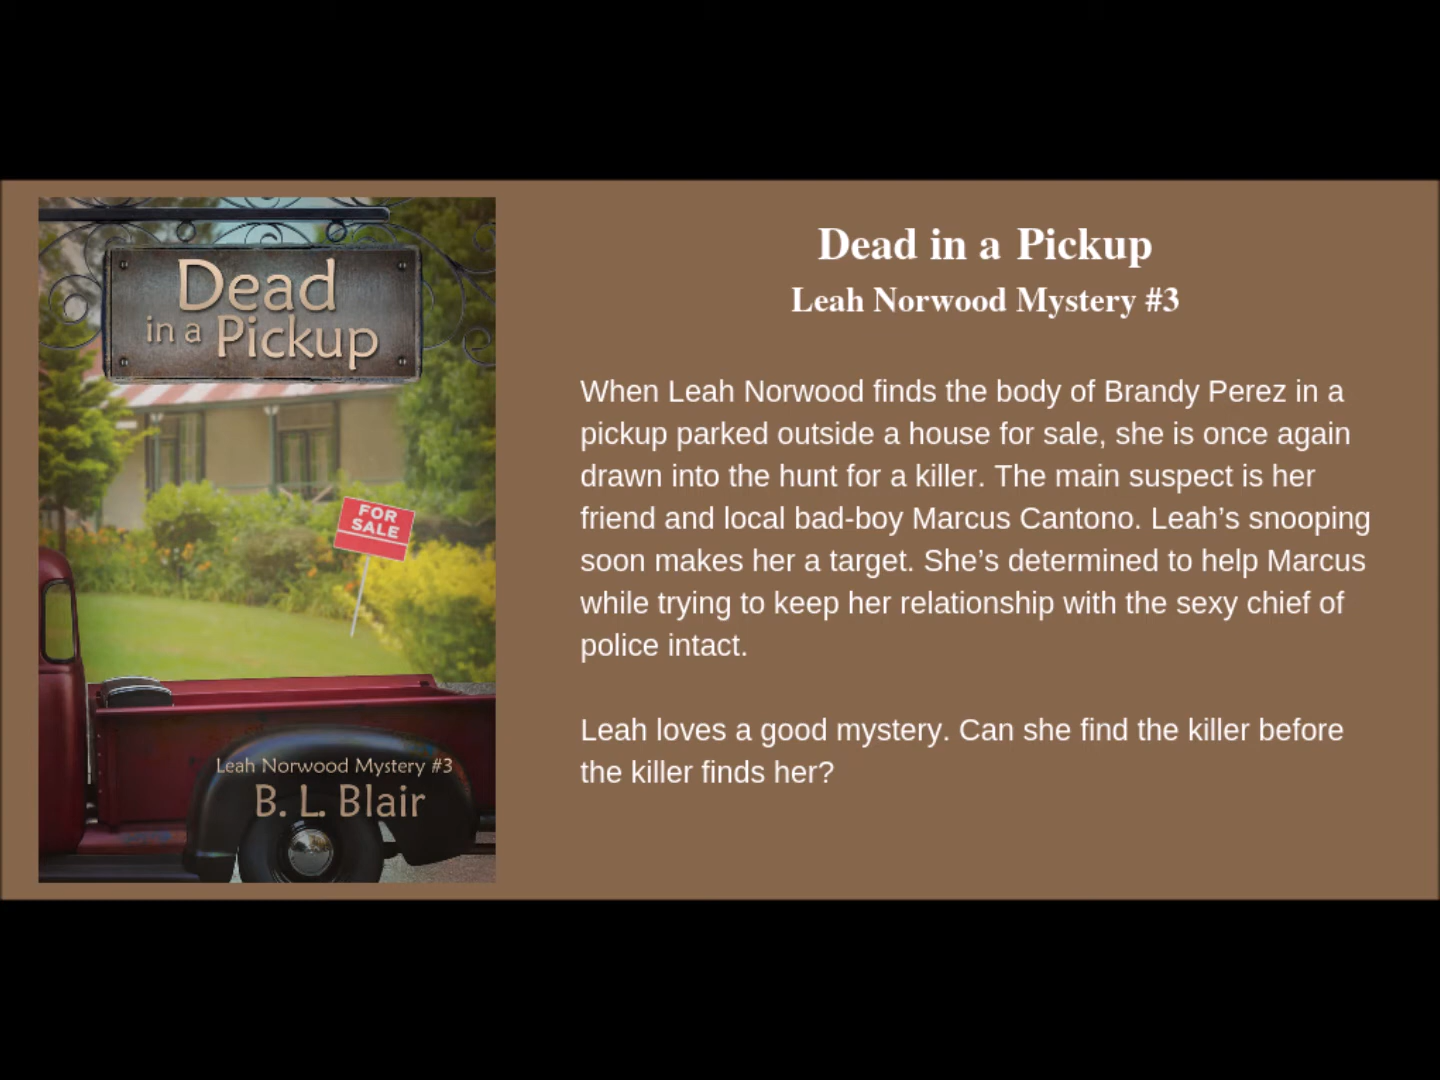 Dead
in a Pickup
FOR
SALE
Leah Norwood Mystery #3
B. L. Blair
Dead in a Pickup
Leah Norwood Mystery #3
When Leah Norwood finds the body of Brandy Perez in a
pickup parked outside a house for sale, she is once again
drawn into the hunt for a killer. The main suspect is her
friend and local bad-boy Marcus Cantono. Leah’s snooping
soon makes her a target. She’s determined to help Marcus
while trying to keep her relationship with the sexy chief of
police intact.
Leah loves a good mystery. Can she find the killer before
the killer finds her?